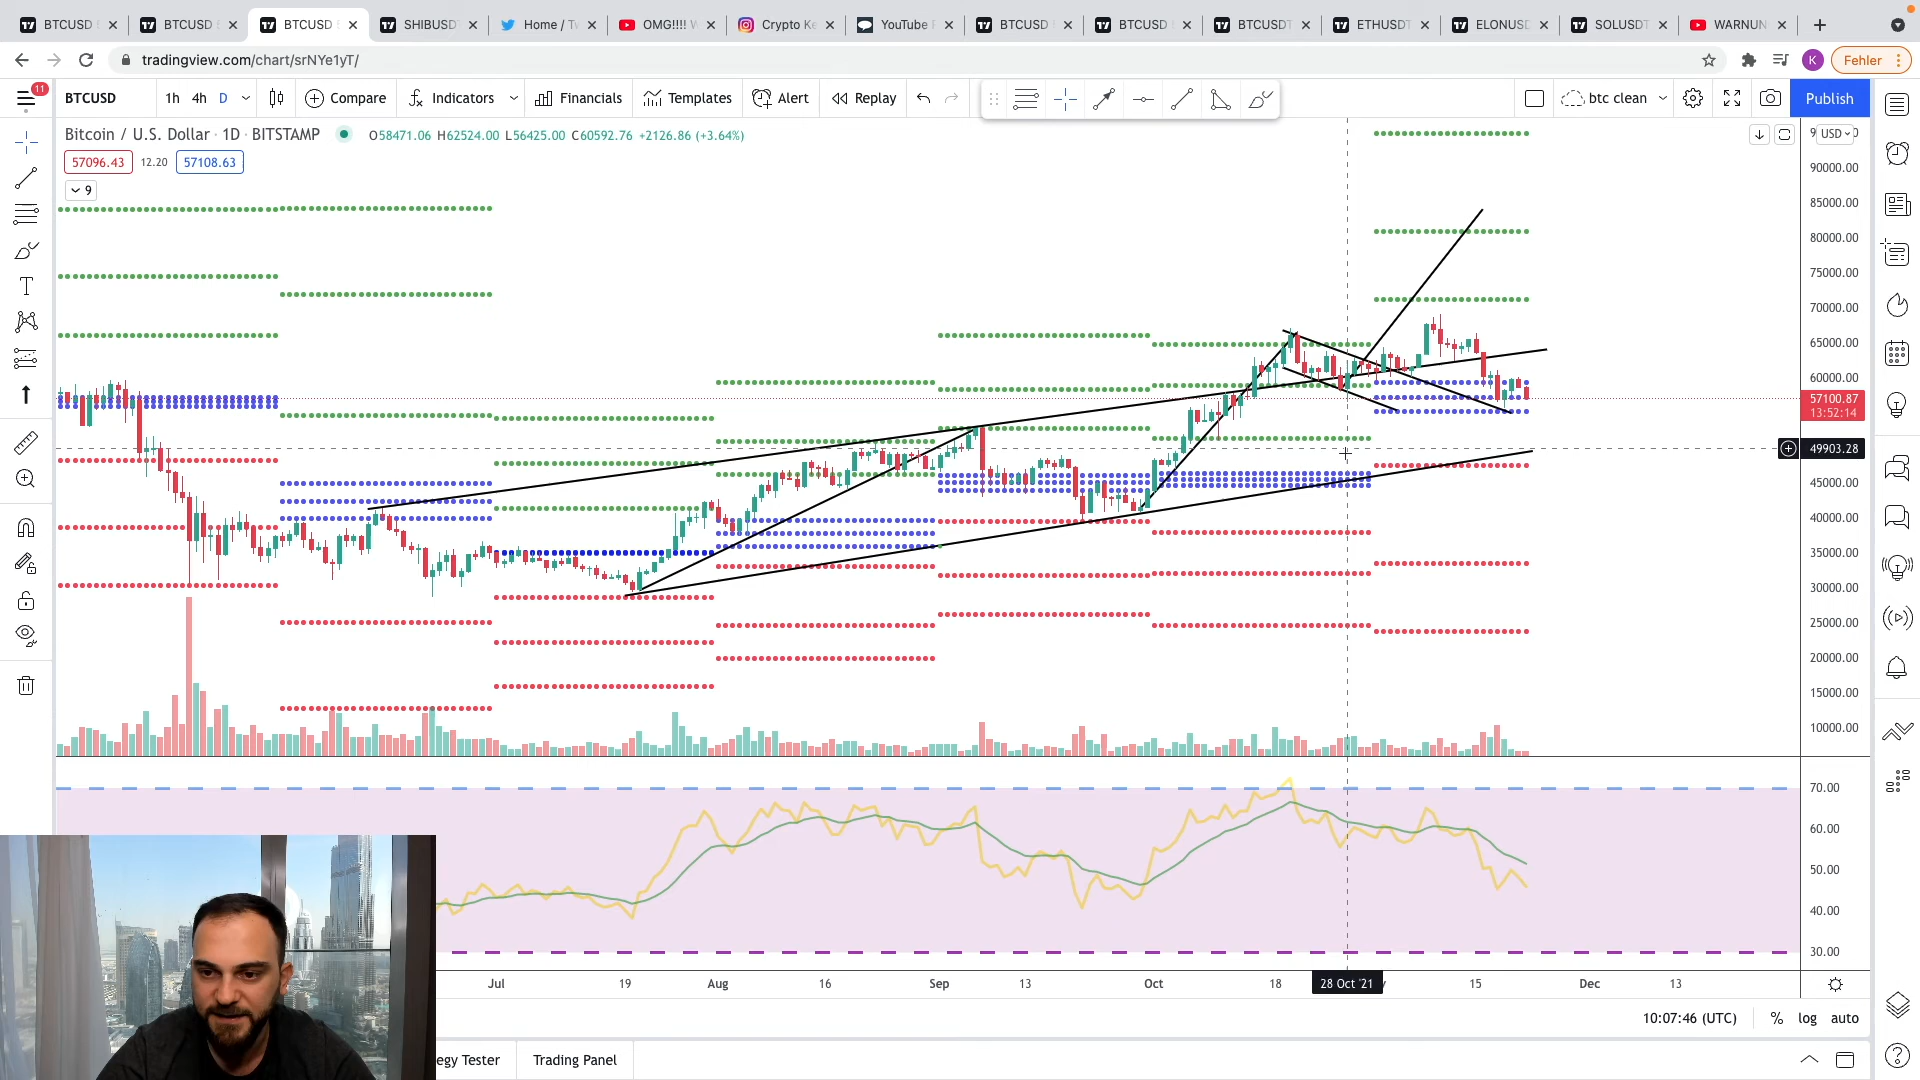 BTCUSD
BTCUSD
BTCUSD
SHIBUSD
Home / Tw
OMG!!!! W
Crypto Ke
YouTube
BTCUSD
BTCUSD
BTCUSDT
ETHUSDT
ELONUSD
SOLUSDT
WARNUN
tradingview.com/chart/srNYe1yT/
K
Fehler
11
BTCUSD
1h 4h D
Compare
Indicators
Financials
Templates
Alert
Replay
btc clean
Publish
Bitcoin / U.S. Dollar · 1D · BITSTAMP
O58471.06 H62524.00 L56425.00 C60592.76 +2126.86 (+3.64%)
USD
57096.43 12.20 57108.63
9
90000.00
85000.00
80000.00
75000.00
70000.00
65000.00
60000.00
57100.87
13:52:14
49903.28
45000.00
40000.00
35000.00
30000.00
25000.00
20000.00
15000.00
10000.00
70.00
60.00
50.00
40.00
30.00
Jul 19 Aug 16 Sep 13 Oct 18 28 Oct '21 15 Dec 13
10:07:46 (UTC) % log auto
egy Tester Trading Panel